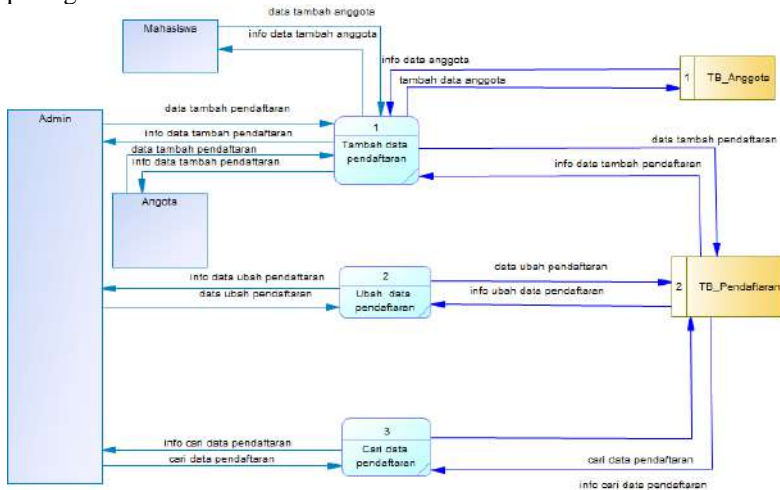 data tambah anggota
Mahasiswa
info data tambah anggota
info data anggota
tambah data anggota
1
TB_Anggota
Admin
data tambah pendaftaran
info data tambah pendaftaran
data tambah pendaftaran
info data tambah pendaftaran
1
Tambah data
pendaftaran
data tambah pendaftaran
info data tambah pendaftaran
Angota
info data ubah pendaftaran
data ubah pendaftaran
2
Ubah data
pendaftaran
data ubah pendaftaran
info ubah data pendaftaran
2
TB_Pendaftaran
info cari data pendaftaran
cari data pendaftaran
3
Cari data
pendaftaran
cari data pendaftaran
info cari data pendaftaran